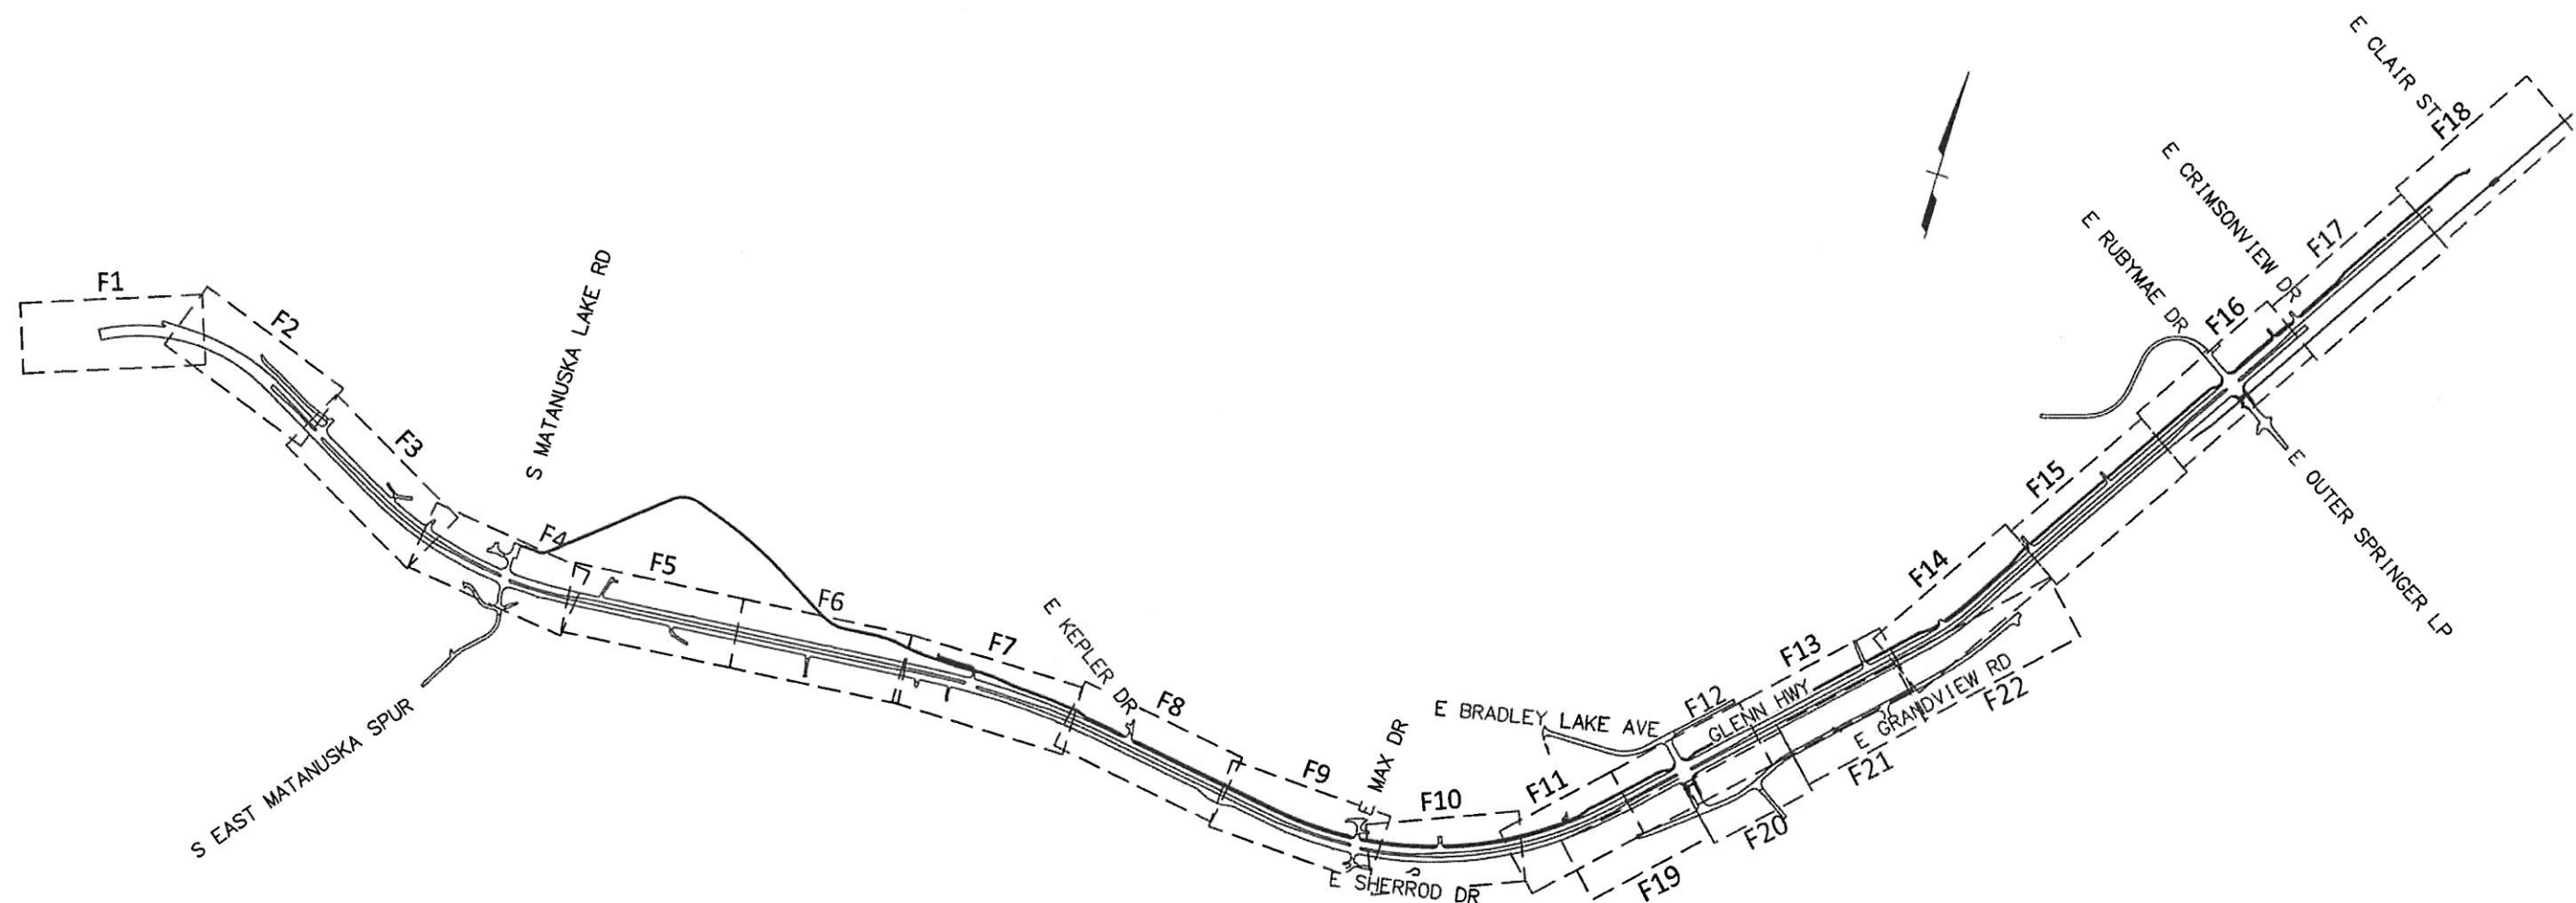 F1
F2
F3
S MATANUSKA LAKE RD
F4
F5
F6
S EAST MATANUSKA SPUR
F7
E KEPLER DR
F8
F9
E MAX DR
F10
E SHERROD DR
F11
E BRADLEY LAKE AVE
F12
GLENN HWY
F13
F14
F15
F16
F17
F18
E RUBYMAE DR
E CRIMSONVIEW DR
E CLAIR ST
E OUTER SPRINGER LP
E GRANDVIEW RD
F19
F20
F21
F22